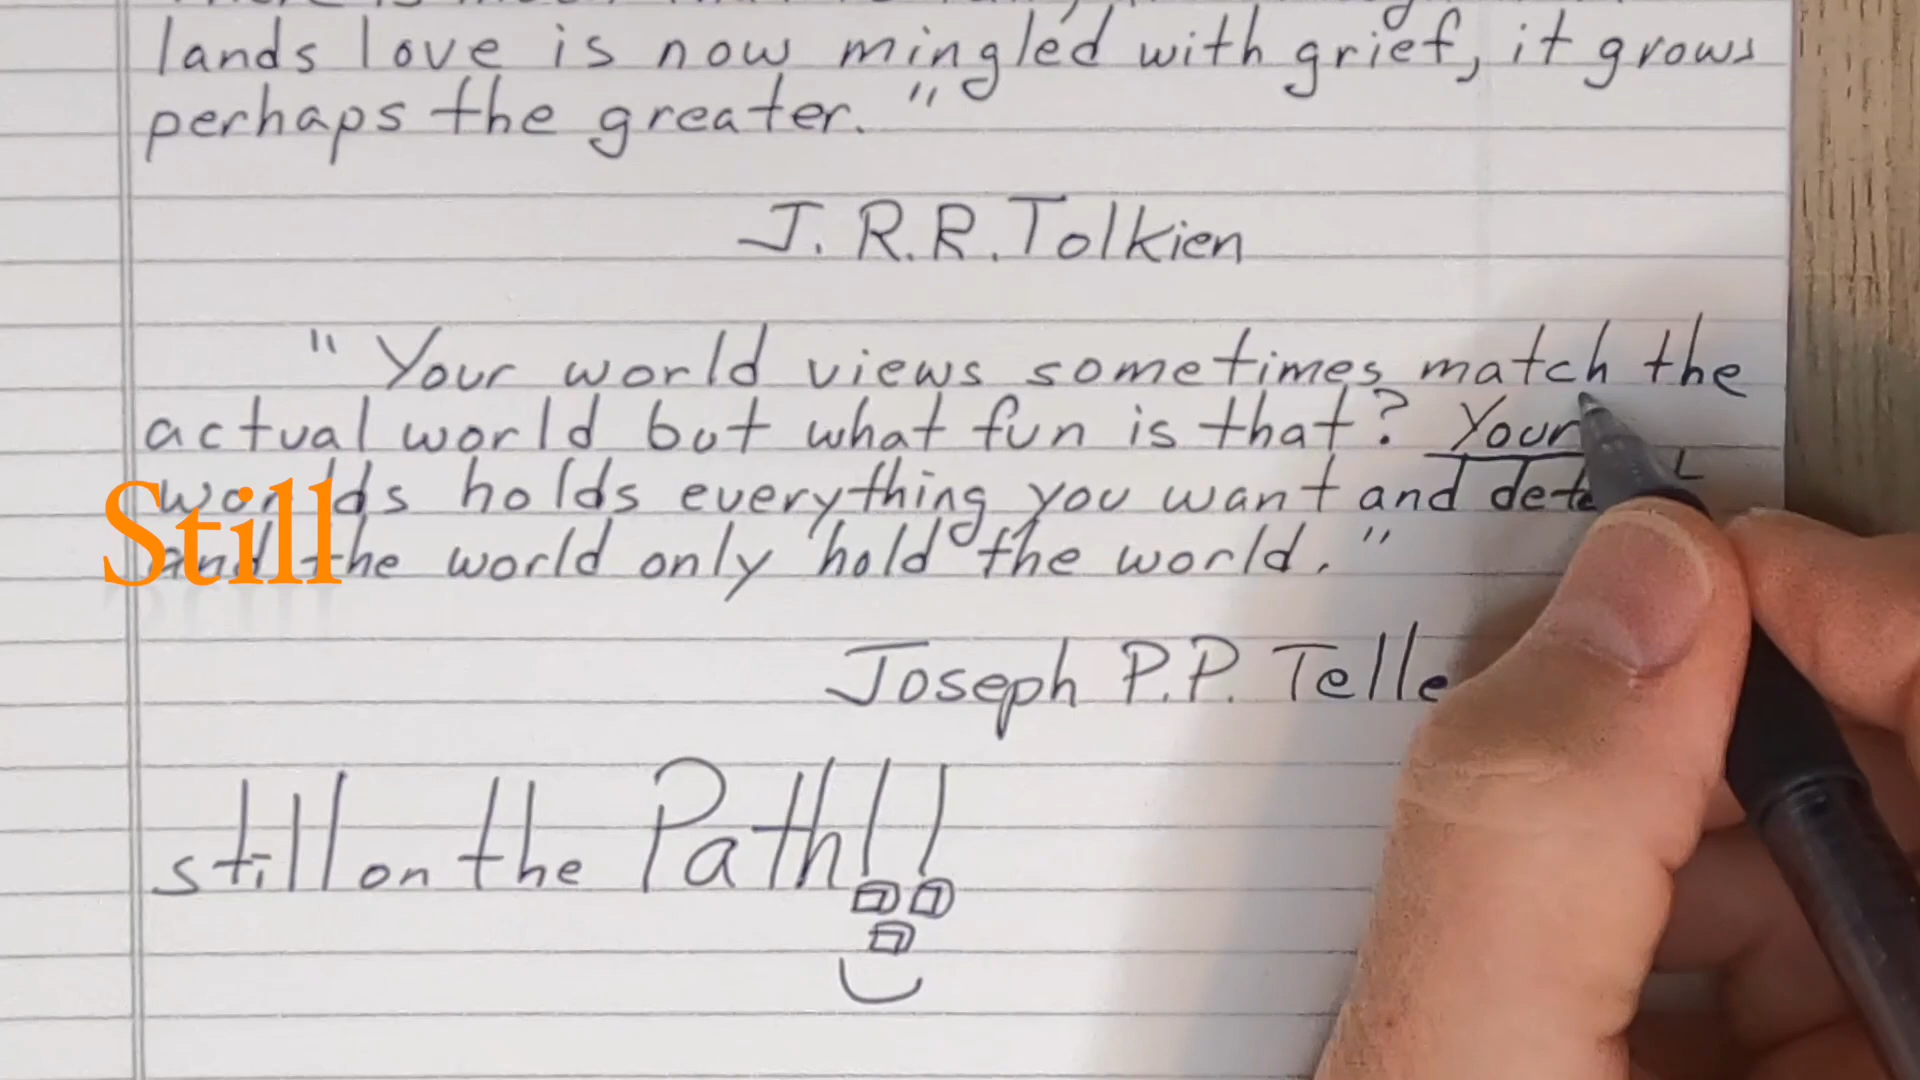 lands love is now mingled with grief, it grows
perhaps the greater."
J.R.R.Tolkien
"Your world views sometimes match the
actual world but what fun is that? Your
worlds holds everything you want and
and the world only hold the world."
Joseph P.P. Telle
still on the Path!!
Still